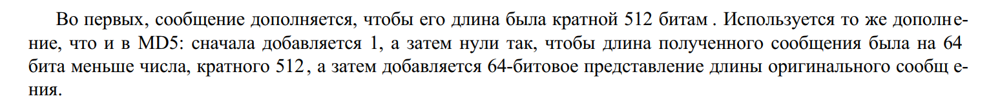 Во первых, сообщение дополняется, чтобы его длина была кратной 512 битам . Используется то же дополне-
ние, что и в MD5: сначала добавляется 1, а затем нули так, чтобы длина полученного сообщения была на 64
бита меньше числа, кратного 512, а затем добавляется 64-битовое представление длины оригинального сообщ е-
ния.